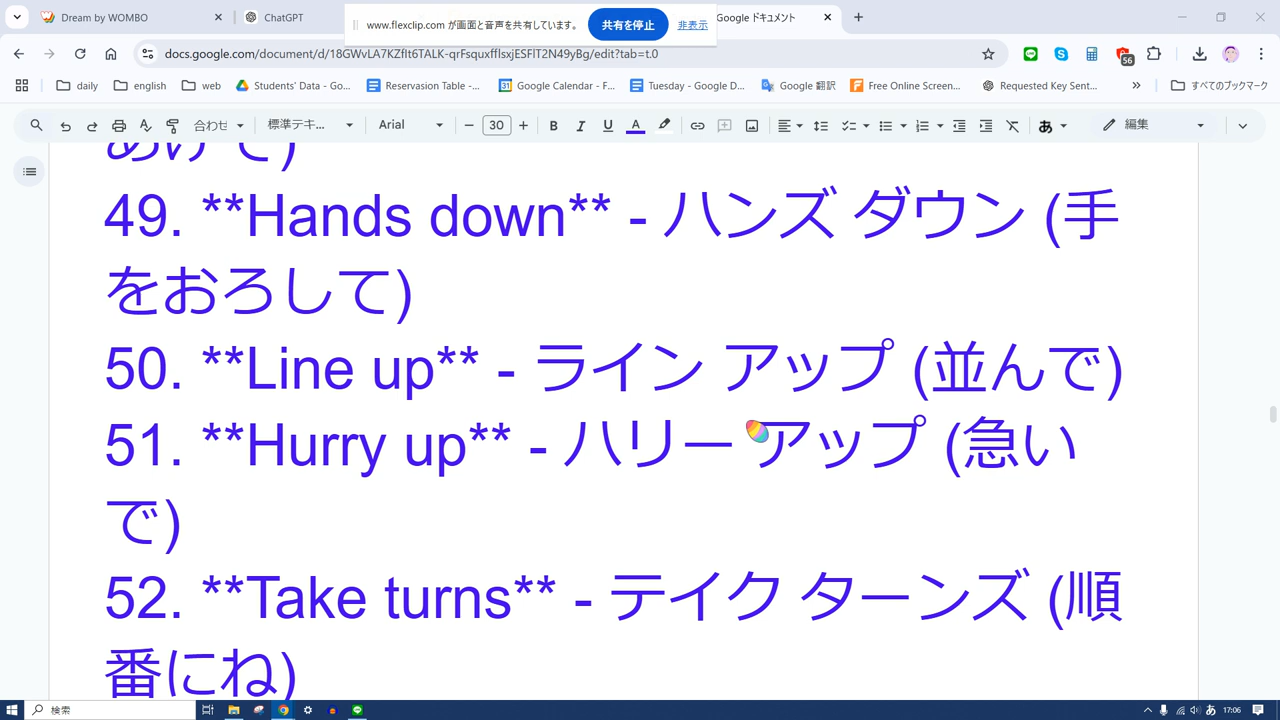 Dream by WOMBO
ChatGPT
www.flexclip.com が画面と音声を共有しています。
共有を停止
非表示
Google ドキュメント
docs.google.com/document/d/18GWvLA7KZflt6TALK-qrFsquxfflsxjESFlT2N49yBg/edit?tab=t.0
56
daily
english
web
Students' Data - Go...
Reservasion Table -...
Google Calendar - F...
Tuesday - Google D...
Google 翻訳
Free Online Screen...
Requested Key Sent...
すべてのブックマーク
合わせ
標準テキ...
Arial
30
B
I
U
A
あ
編集
49. **Hands down** - ハンズ ダウン (手
をおろして)
50. **Line up** - ライン アップ (並んで)
51. **Hurry up** - ハリー アップ (急い
で)
52. **Take turns** - テイク ターンズ (順
番にね)
検索
あ
17:06